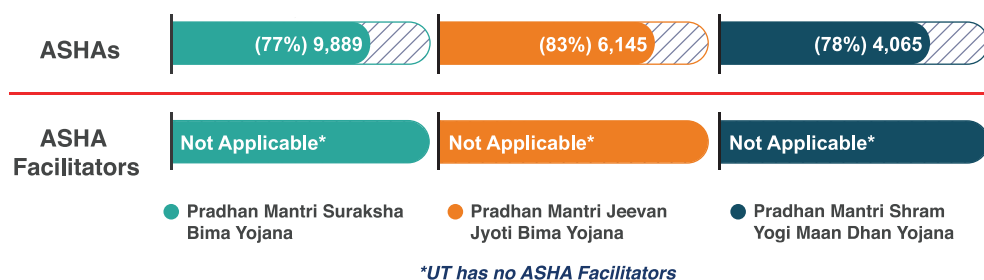 ASHAs
(77%) 9,889
(83%) 6,145
(78%) 4,065
ASHA
Facilitators
Not Applicable*
Not Applicable*
Not Applicable*
Pradhan Mantri Suraksha
Bima Yojana
Pradhan Mantri Jeevan
Jyoti Bima Yojana
Pradhan Mantri Shram
Yogi Maan Dhan Yojana
*UT has no ASHA Facilitators